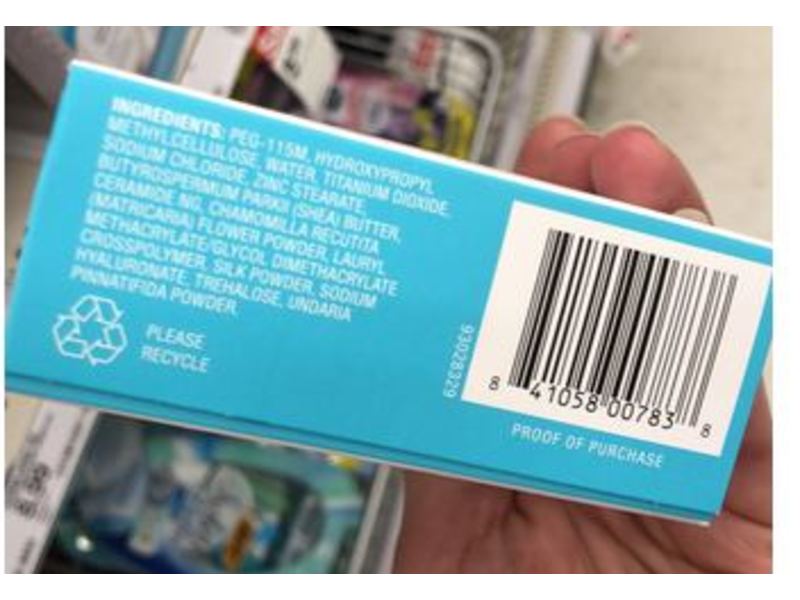 INGREDIENTS: PEG-115M, HYDROXYPROPYL
METHYLCELLULOSE, WATER, TITANIUM DIOXIDE,
SODIUM CHLORIDE, ZINC STEARATE,
BUTYROSPERMUM PARKII (SHEA) BUTTER,
CERAMIDE NG, CHAMOMILLA RECUTITA
(MATRICARIA) FLOWER POWDER, LAURYL
METHACRYLATE/GLYCOL DIMETHACRYLATE
CROSSPOLYMER, SILK POWDER, SODIUM
HYALURONATE, TREHALOSE, UNDARIA
PINNATIFIDA POWDER.
PLEASE
RECYCLE
93028329
8 41058 00783 8
PROOF OF PURCHASE